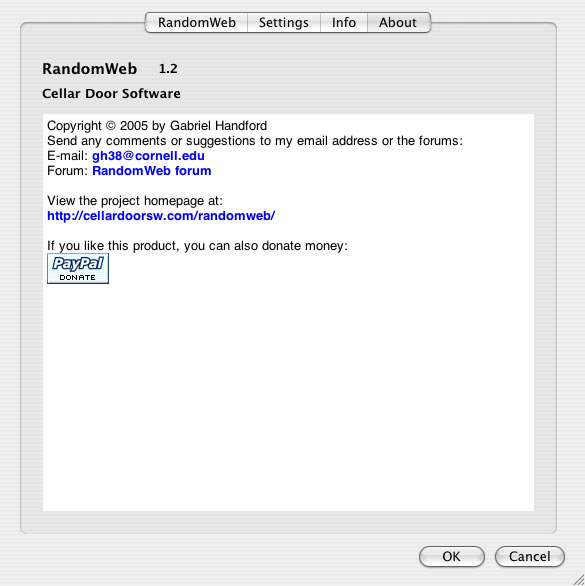 RandomWeb Settings Info About
RandomWeb 1.2
Cellar Door Software
Copyright © 2005 by Gabriel Handford
Send any comments or suggestions to my email address or the forums:
E-mail: gh38@cornell.edu
Forum: RandomWeb forum
View the project homepage at:
http://cellardoorsw.com/randomweb/
If you like this product, you can also donate money:
PayPal
DONATE
OK Cancel